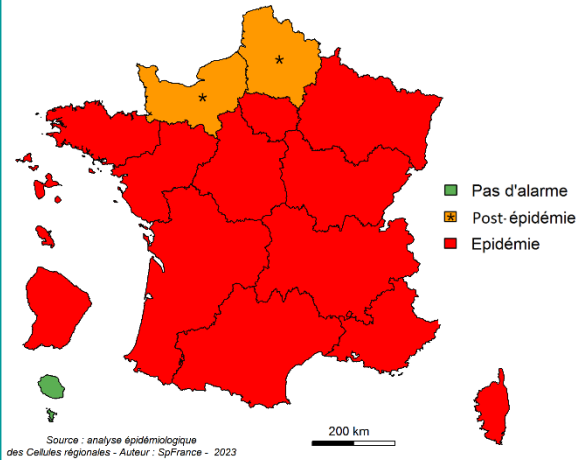 Pas d'alarme
Post-épidémie
Epidémie
200 km
Source : analyse épidémiologique
des Cellules régionales - Auteur : SpFrance - 2023